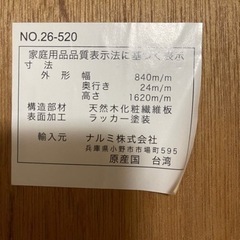 NO.26-520
家庭用品品質表示法に基づく表示
寸法
外形 幅 840m/m
奥行き 24m/m
高さ 1620m/m
構造部材 天然木化粧繊維板
表面加工 ラッカー塗装
輸入元 ナルミ株式会社
兵庫県小野市市場町595
原産国 台湾